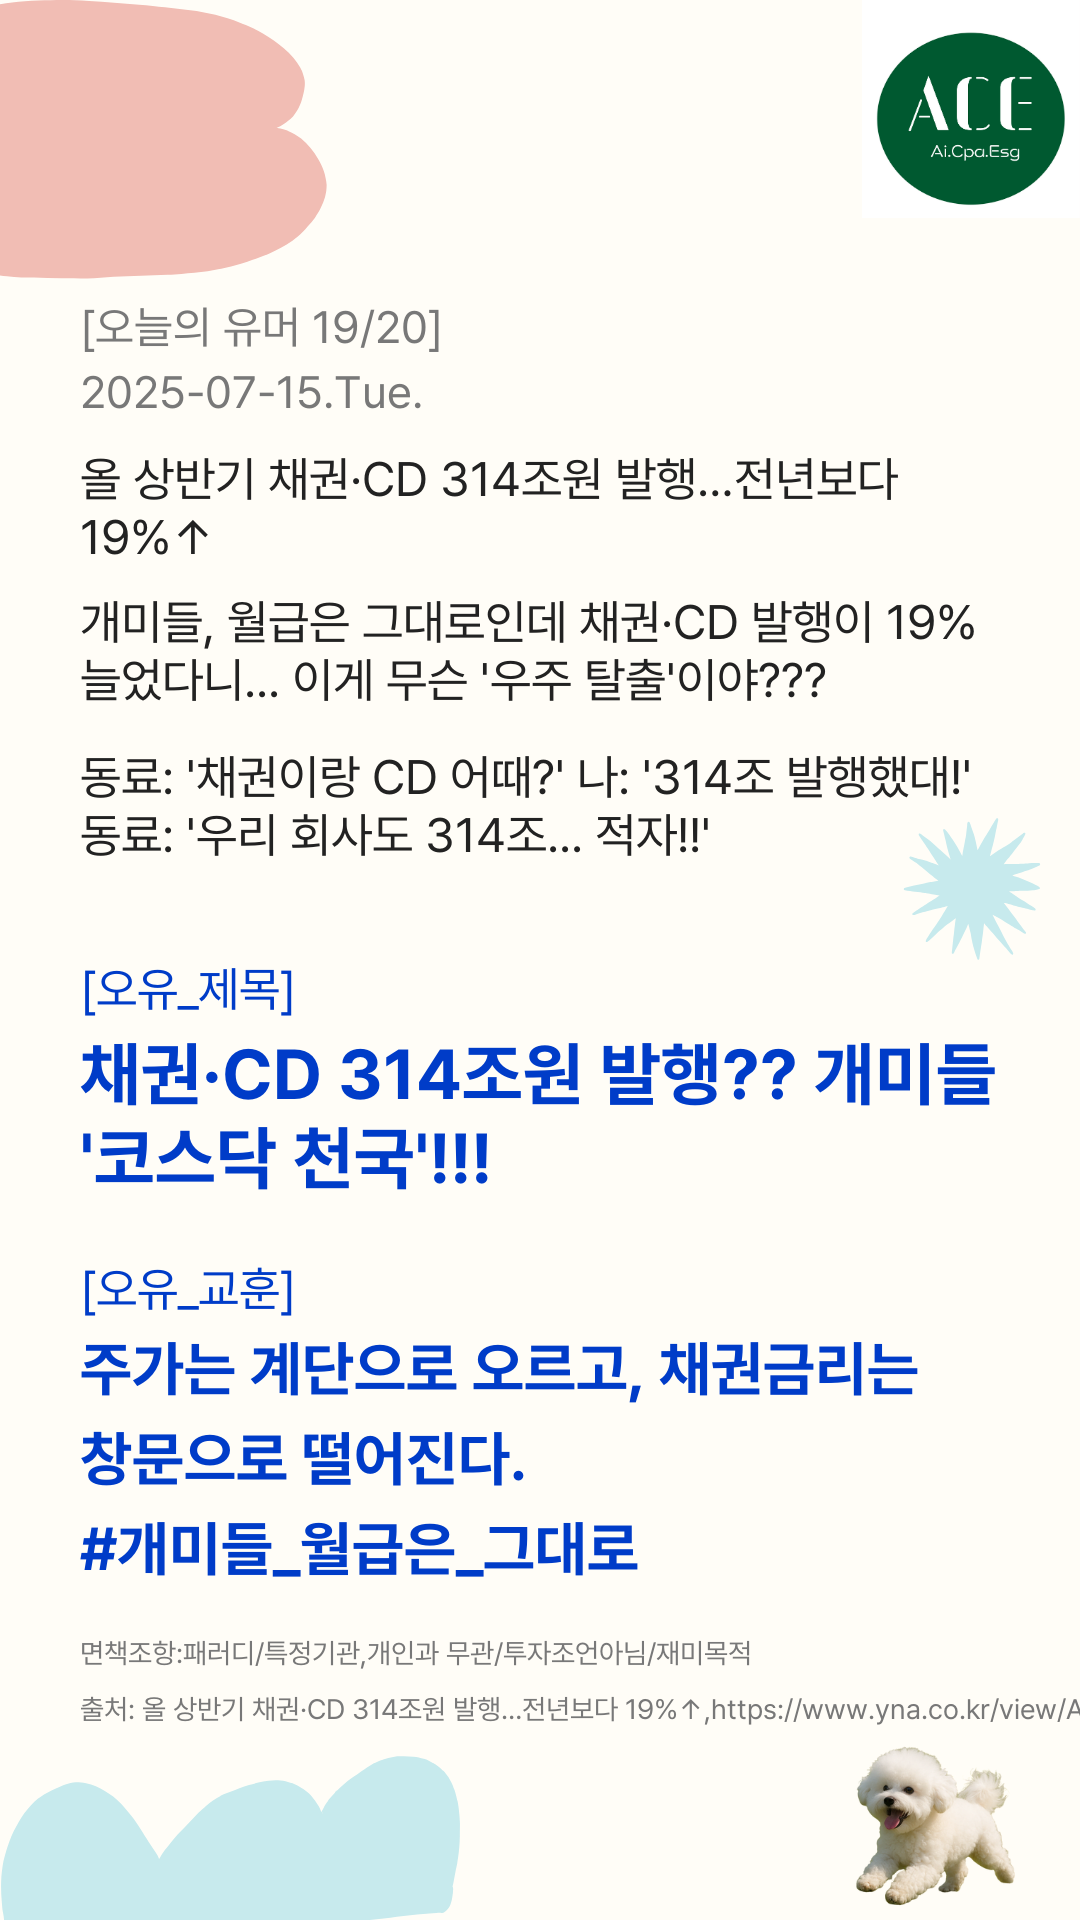 ACE
Ai.Cpa.Esg
[오늘의 유머 19/20]
2025-07-15.Tue.
올 상반기 채권·CD 314조원 발행...전년보다
19%↑
개미들, 월급은 그대로인데 채권·CD 발행이 19%
늘었다니... 이게 무슨 '우주 탈출'이야???
동료: '채권이랑 CD 어때?' 나: '314조 발행했대!'
동료: '우리 회사도 314조... 적자!!'
[오유_제목]
채권·CD 314조원 발행?? 개미들
'코스닥 천국'!!!
[오유_교훈]
주가는 계단으로 오르고, 채권금리는
창문으로 떨어진다.
#개미들_월급은_그대로
면책조항:패러디/특정기관,개인과 무관/투자조언아님/재미목적
출처: 올 상반기 채권·CD 314조원 발행...전년보다 19%↑,https://www.yna.co.kr/view/A